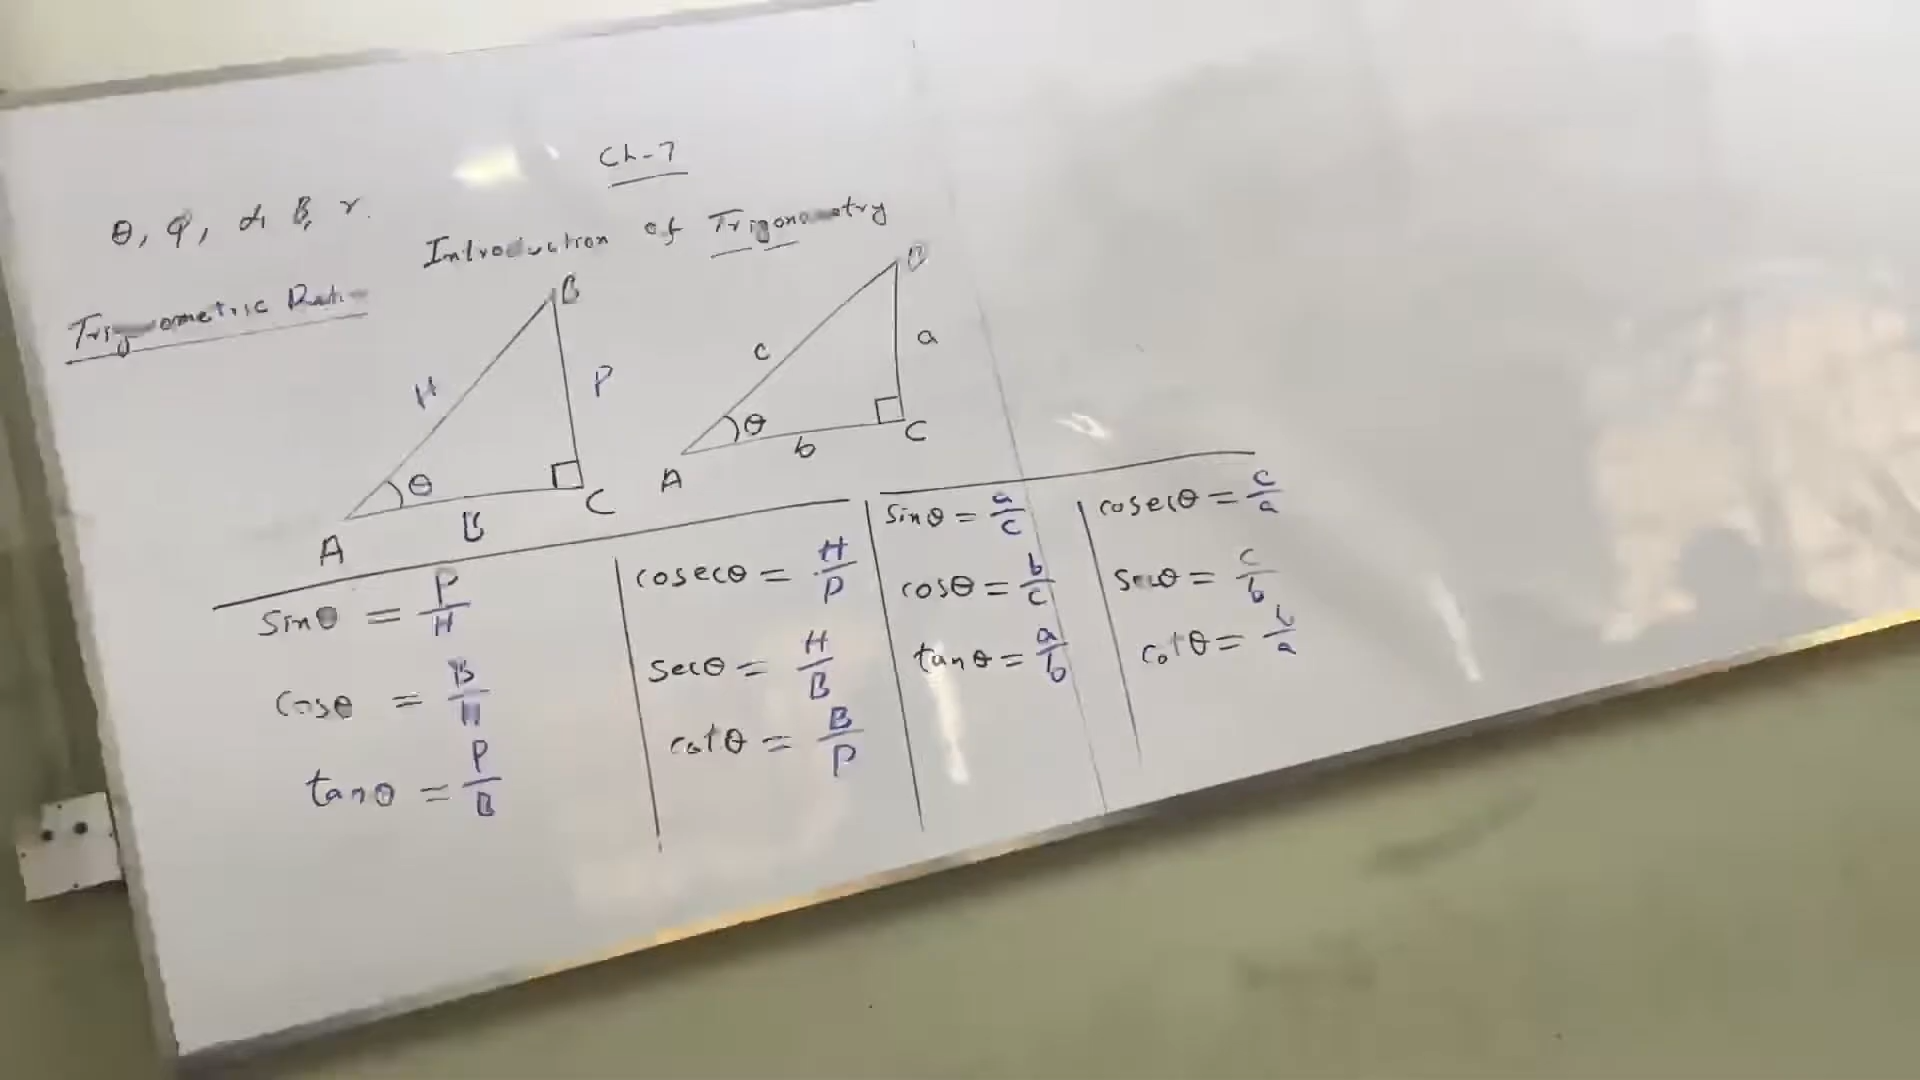 Ch-7
θ, φ, α, β, γ.
Introduction of Trigonometry
Trigonometric Ratio
B
H
P
θ
A
B
C
B
c
a
θ
A
b
C
sinθ = P/H
cosθ = B/H
tanθ = P/B
cosecθ = H/P
secθ = H/B
cotθ = B/P
sinθ = a/c
cosθ = b/c
tanθ = a/b
cosecθ = c/a
secθ = c/b
cotθ = b/a